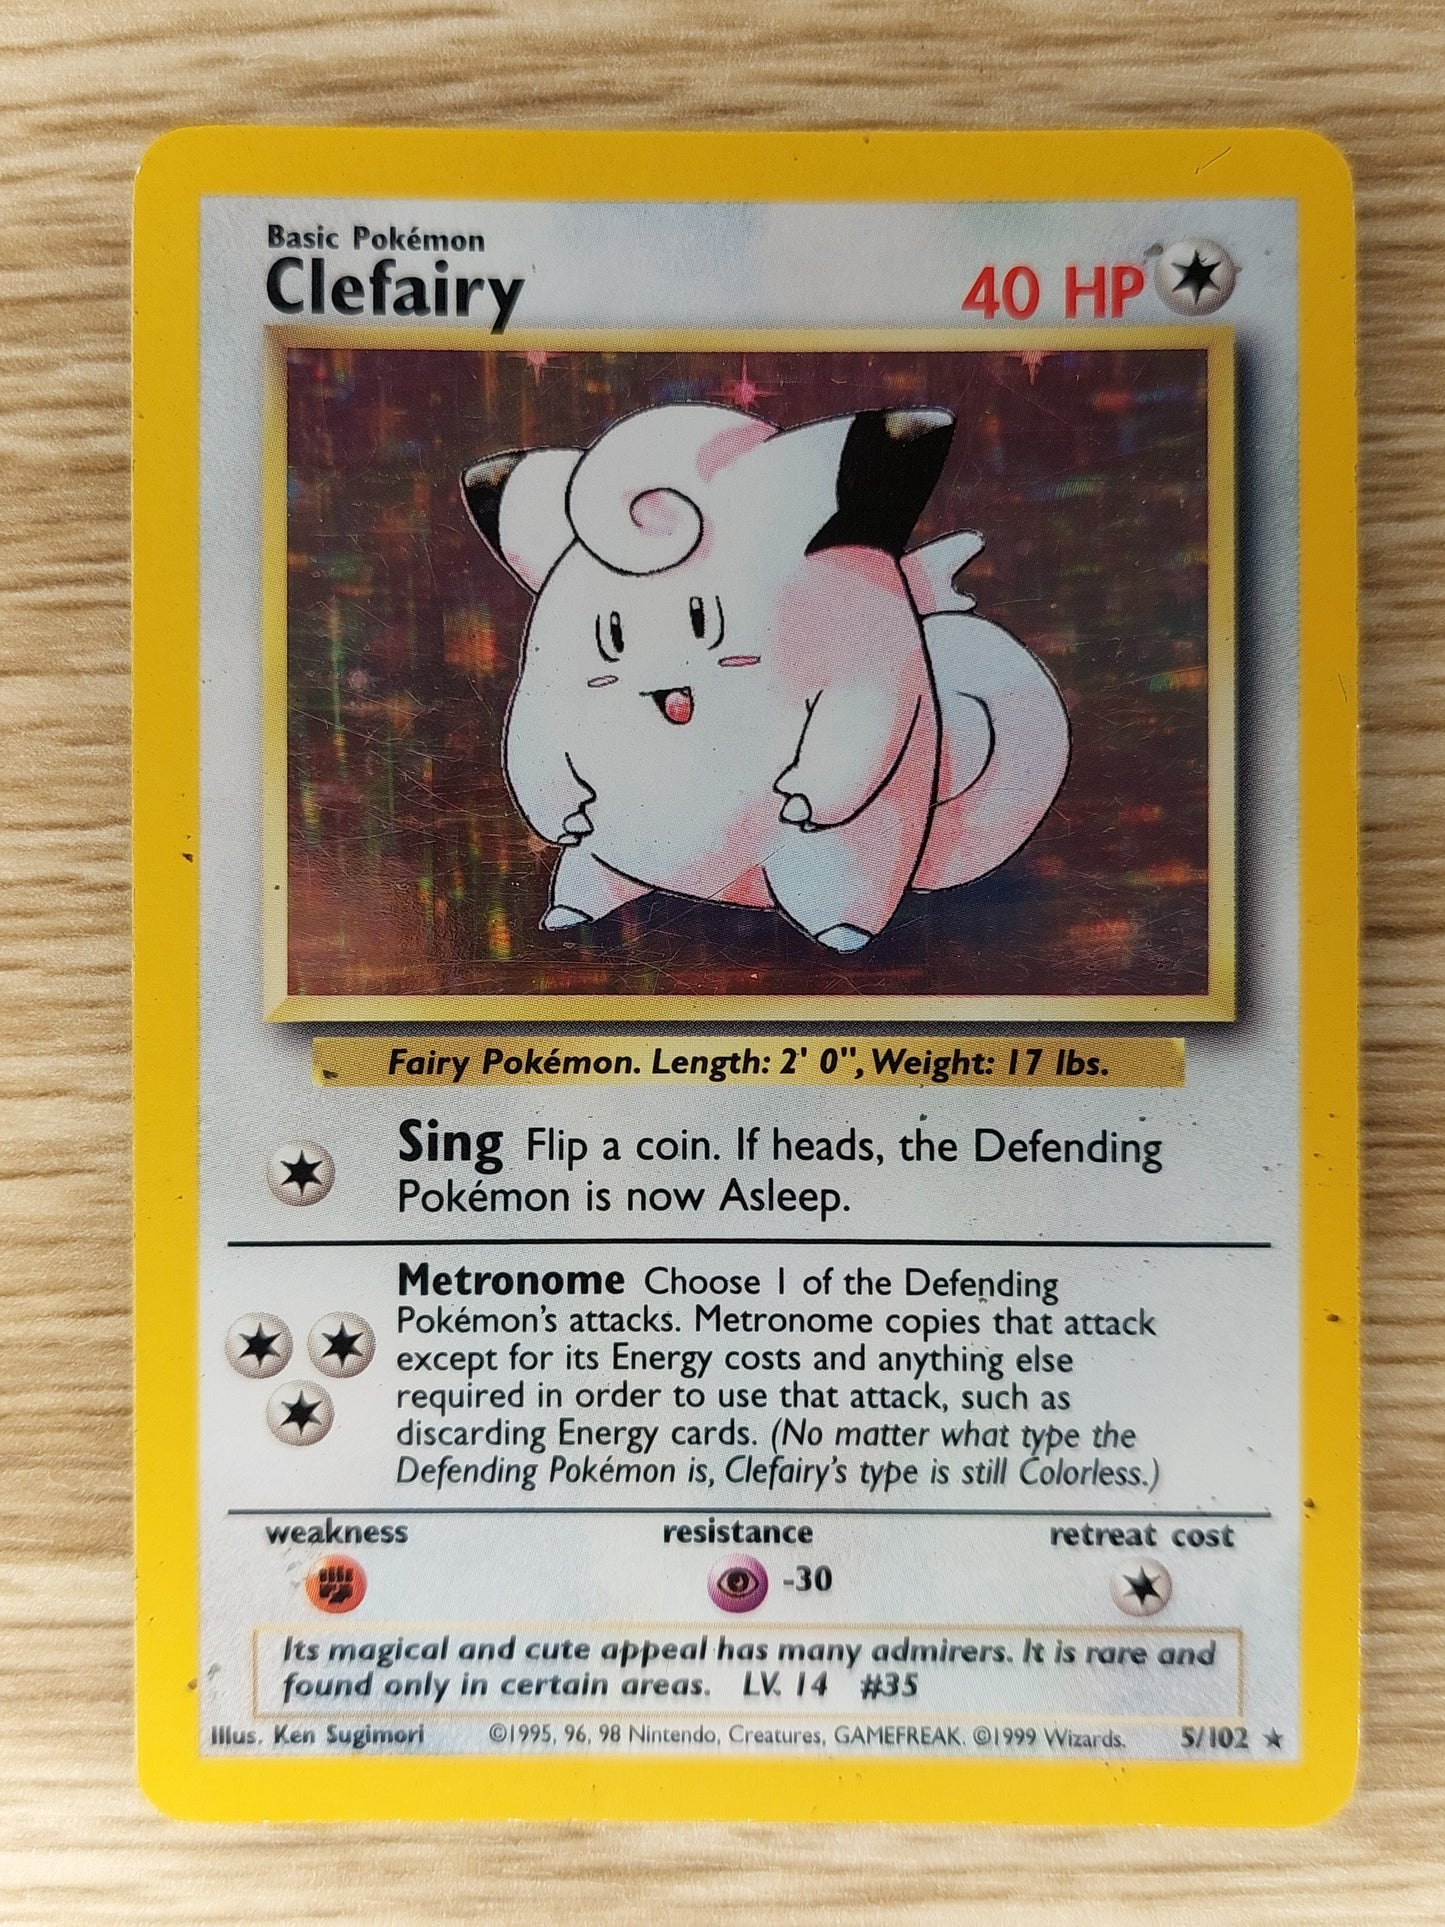 Basic Pokémon
Clefairy
40 HP
Fairy Pokémon. Length: 2' 0", Weight: 17 lbs.
Sing Flip a coin. If heads, the Defending
Pokémon is now Asleep.
Metronome Choose 1 of the Defending
Pokémon's attacks. Metronome copies that attack
except for its Energy costs and anything else
required in order to use that attack, such as
discarding Energy cards. (No matter what type the
Defending Pokémon is, Clefairy's type is still Colorless.)
weakness resistance retreat cost
-30
Its magical and cute appeal has many admirers. It is rare and
found only in certain areas. LV. 14 #35
Illus. Ken Sugimori ©1995, 96, 98 Nintendo, Creatures, GAMEFREAK. ©1999 Wizards. 5/102 ★